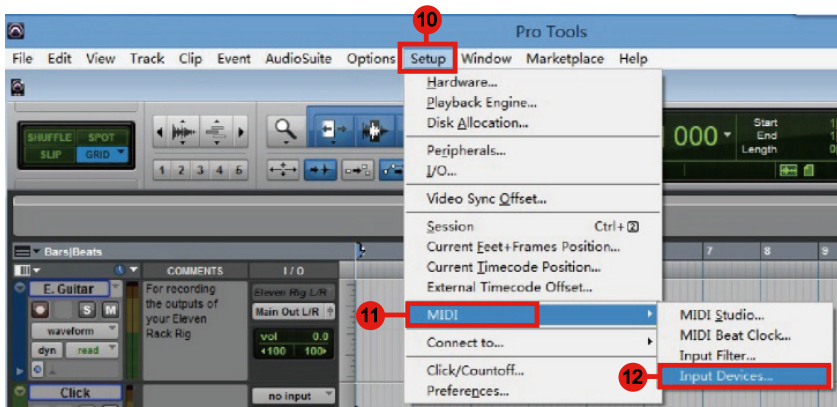 10
Pro Tools
File Edit View Track Clip Event AudioSuite Options Setup Window Marketplace Help
Hardware...
Playback Engine...
Disk Allocation...
Peripherals...
I/O...
Video Sync Offset...
Session Ctrl+2
Current Feet+Frames Position...
Current Timecode Position...
External Timecode Offset...
11
MIDI
Connect to...
Click/Countoff...
Preferences...
MIDI Studio...
MIDI Beat Clock...
Input Filter...
12
Input Devices...
SHUFFLE SPOT
SLIP GRID
1 2 3 4 5
000
Start
End
Length
Bars|Beats
7 8 9
COMMENTS I / O
E. Guitar
S M
waveform
dyn read
For recording
the outputs of
your Eleven
Rack Rig
Eleven Rig L/R
Main Out L/R
vol 0.0
100 100
Click
no input